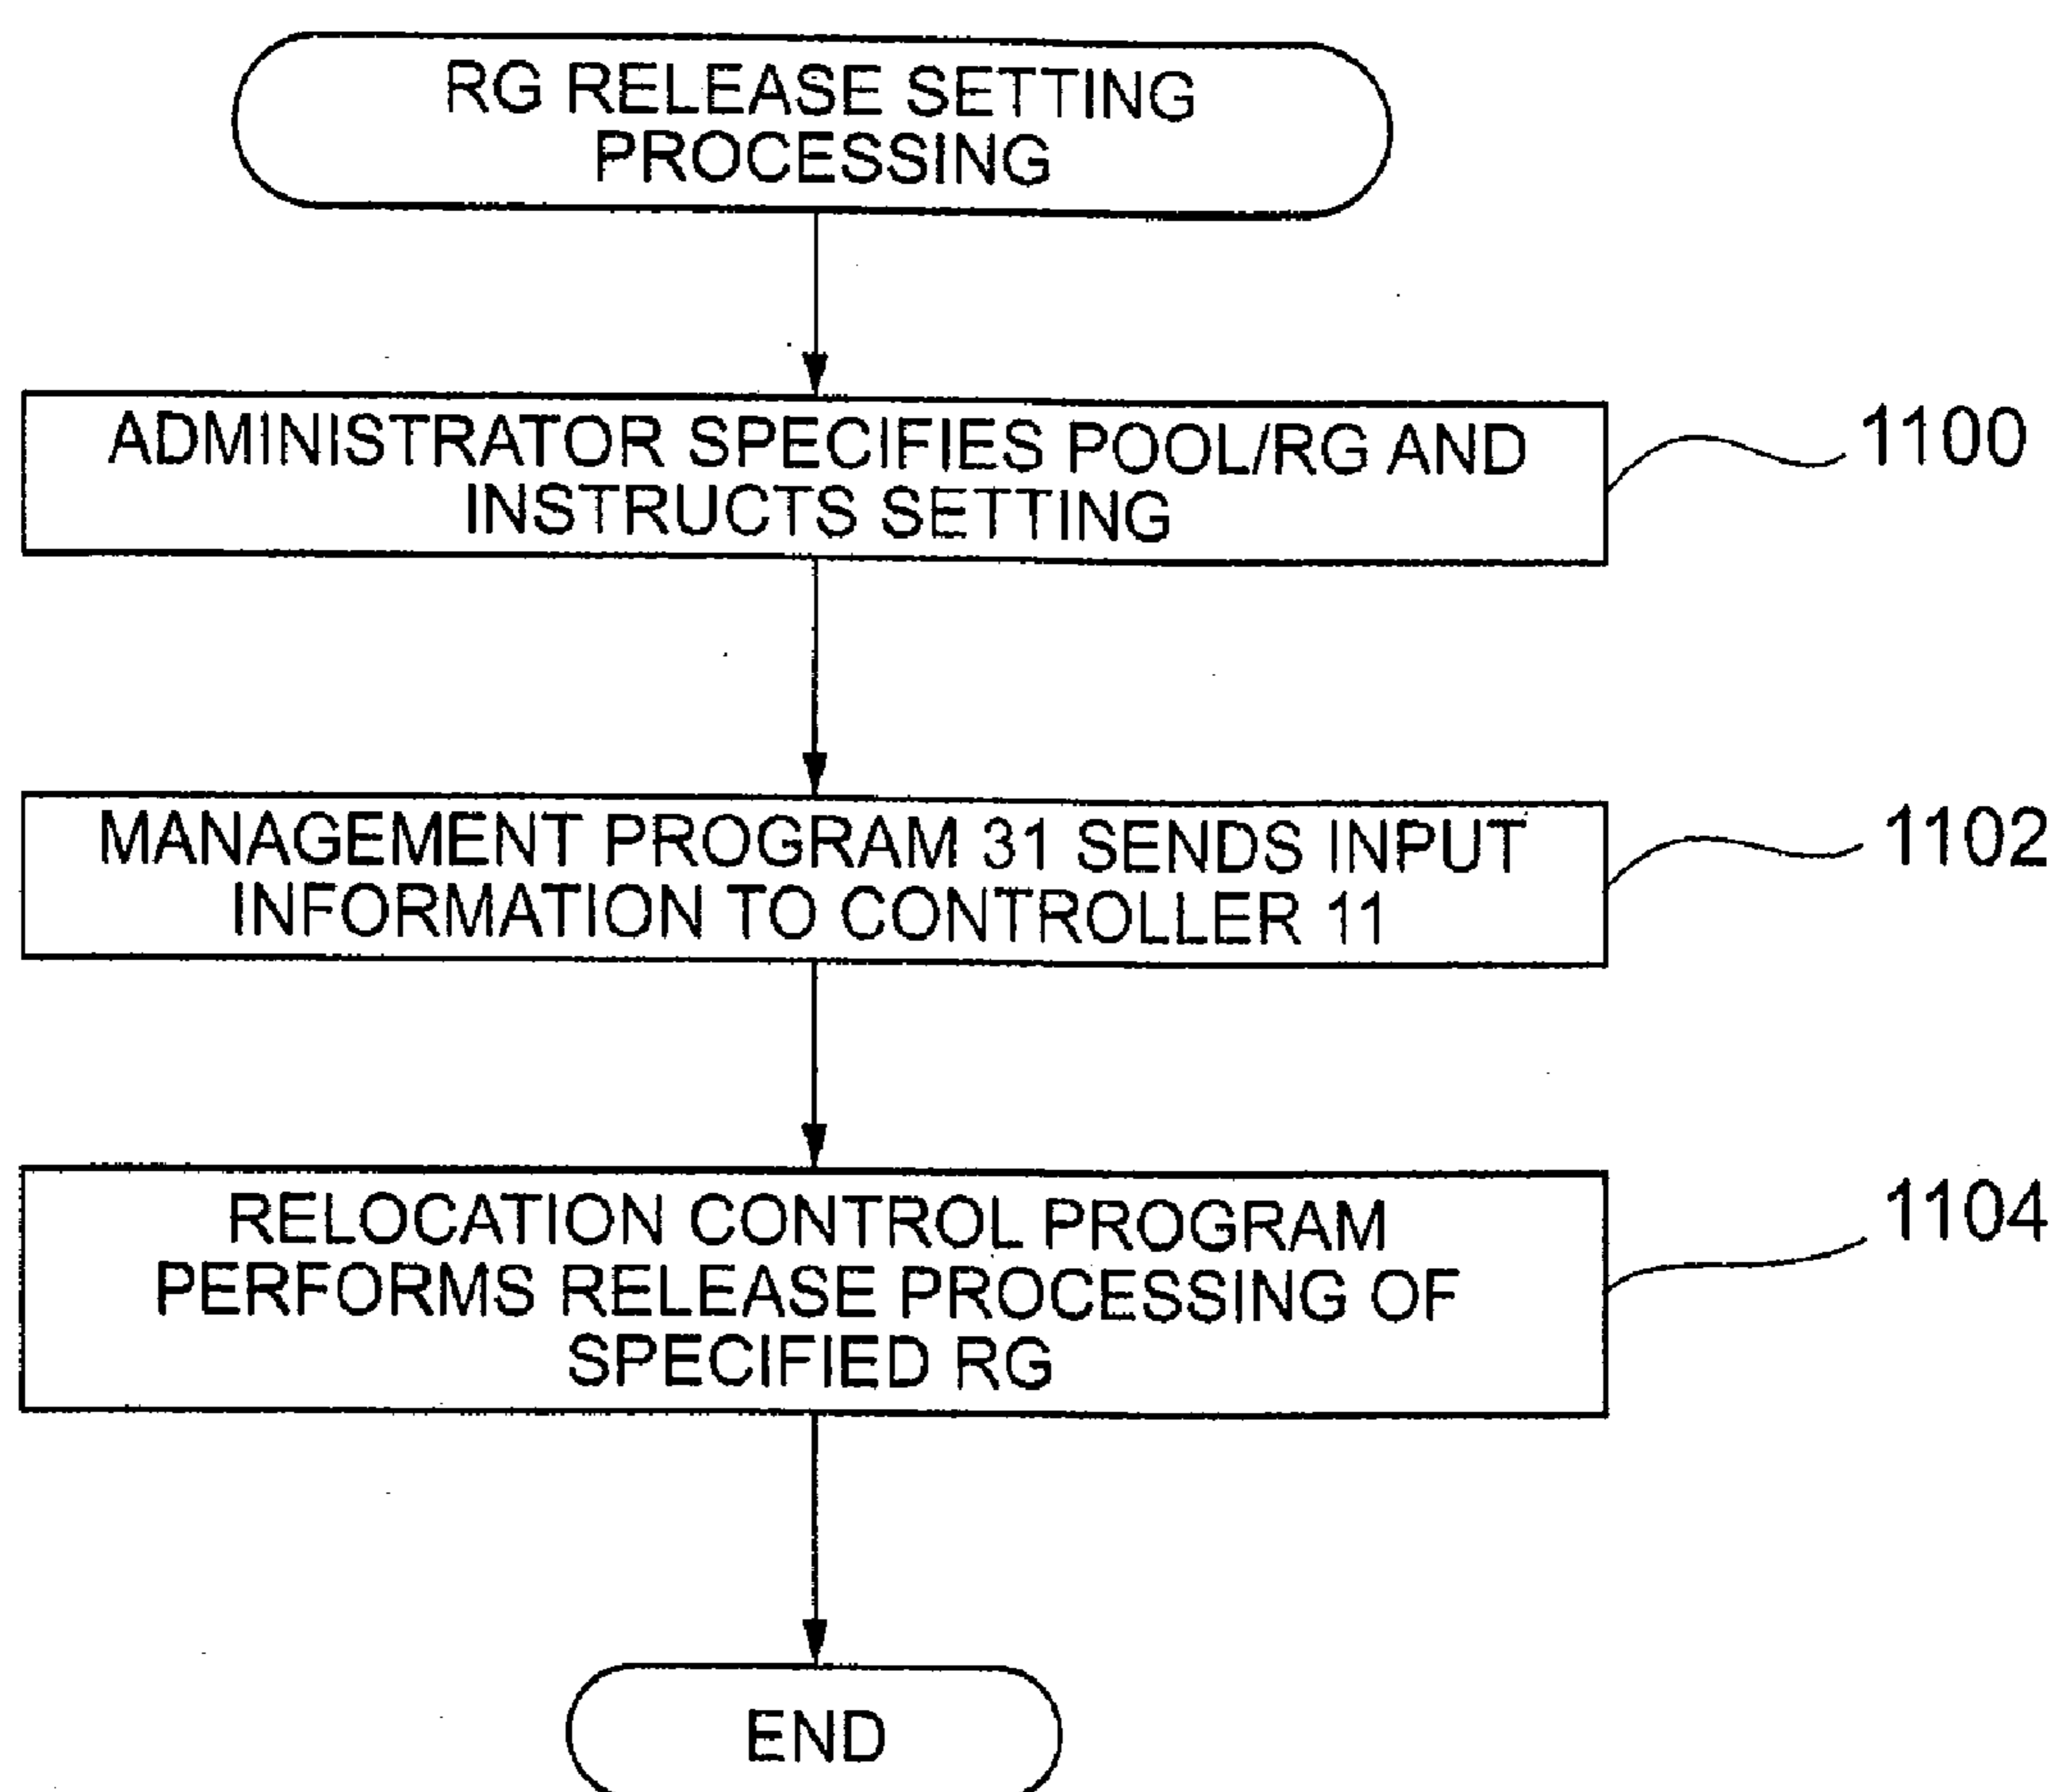 RG RELEASE SETTING
PROCESSING
ADMINISTRATOR SPECIFIES POOL/RG AND
INSTRUCTS SETTING
1100
MANAGEMENT PROGRAM 31 SENDS INPUT
INFORMATION TO CONTROLLER 11
1102
RELOCATION CONTROL PROGRAM
PERFORMS RELEASE PROCESSING OF
SPECIFIED RG
1104
END